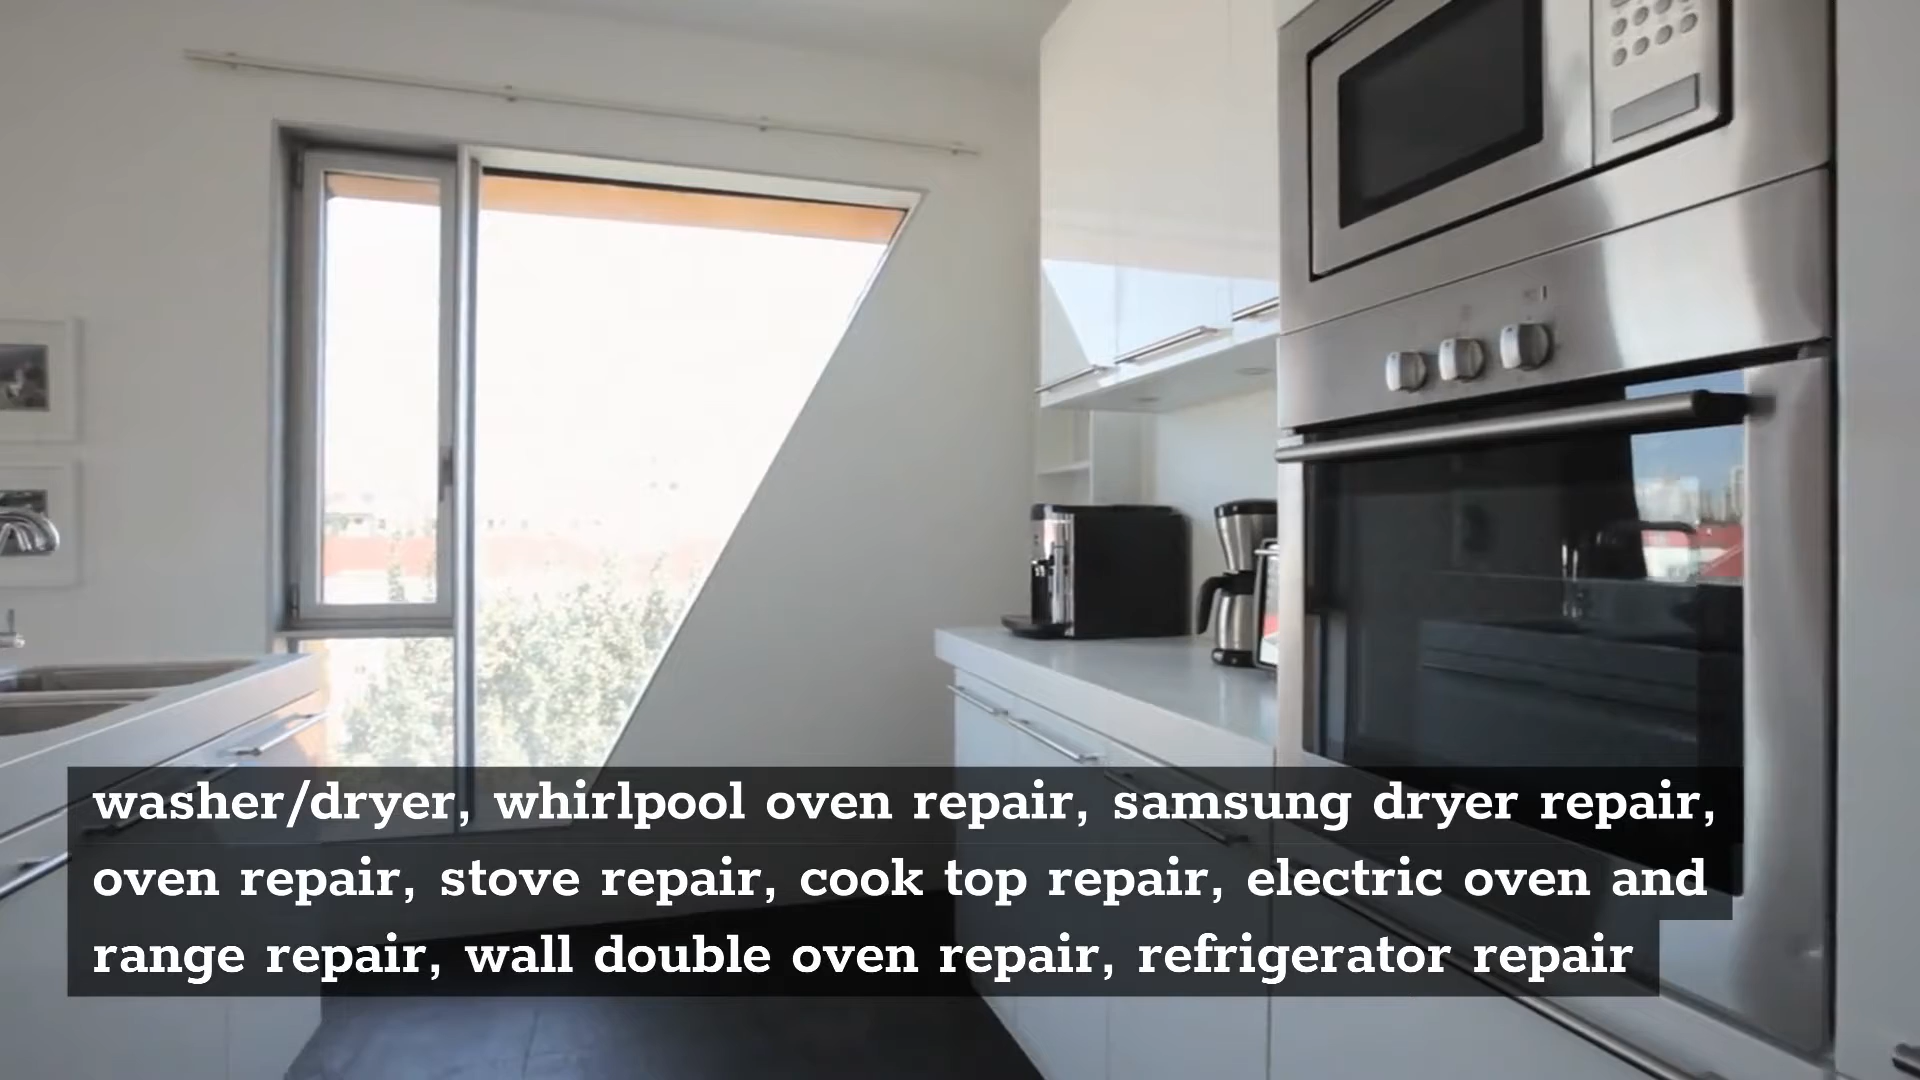 washer/dryer, whirlpool oven repair, samsung dryer repair,
oven repair, stove repair, cook top repair, electric oven and
range repair, wall double oven repair, refrigerator repair